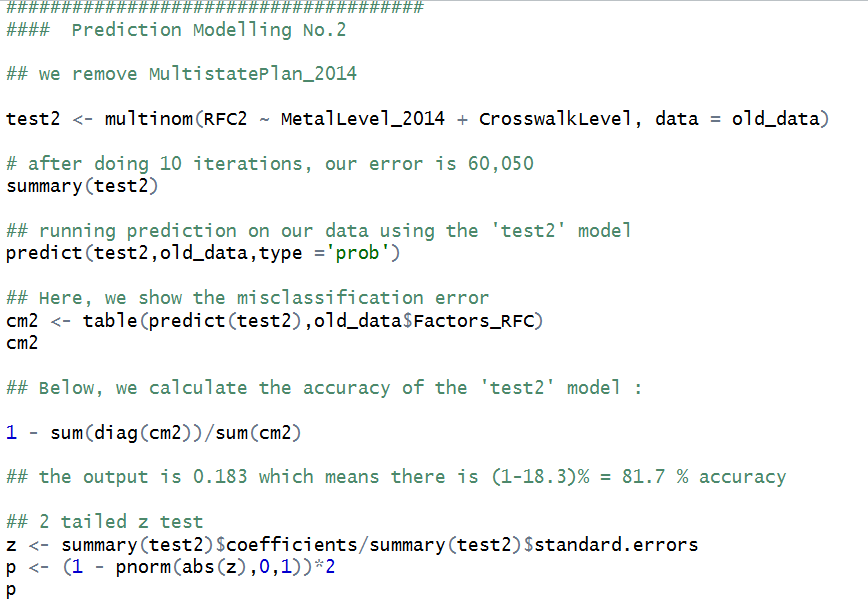 ######################################
####  Prediction Modelling No.2
## we remove MultistatePlan_2014
test2 <- multinom(RFC2 ~ MetalLevel_2014 + CrosswalkLevel, data = old_data)
# after doing 10 iterations, our error is 60,050
summary(test2)
## running prediction on our data using the 'test2' model
predict(test2,old_data,type ='prob')
## Here, we show the misclassification error
cm2 <- table(predict(test2),old_data$Factors_RFC)
cm2
## Below, we calculate the accuracy of the 'test2' model :
1 - sum(diag(cm2))/sum(cm2)
## the output is 0.183 which means there is (1-18.3)% = 81.7 % accuracy
## 2 tailed z test
z <- summary(test2)$coefficients/summary(test2)$standard.errors
p <- (1 - pnorm(abs(z),0,1))*2
p